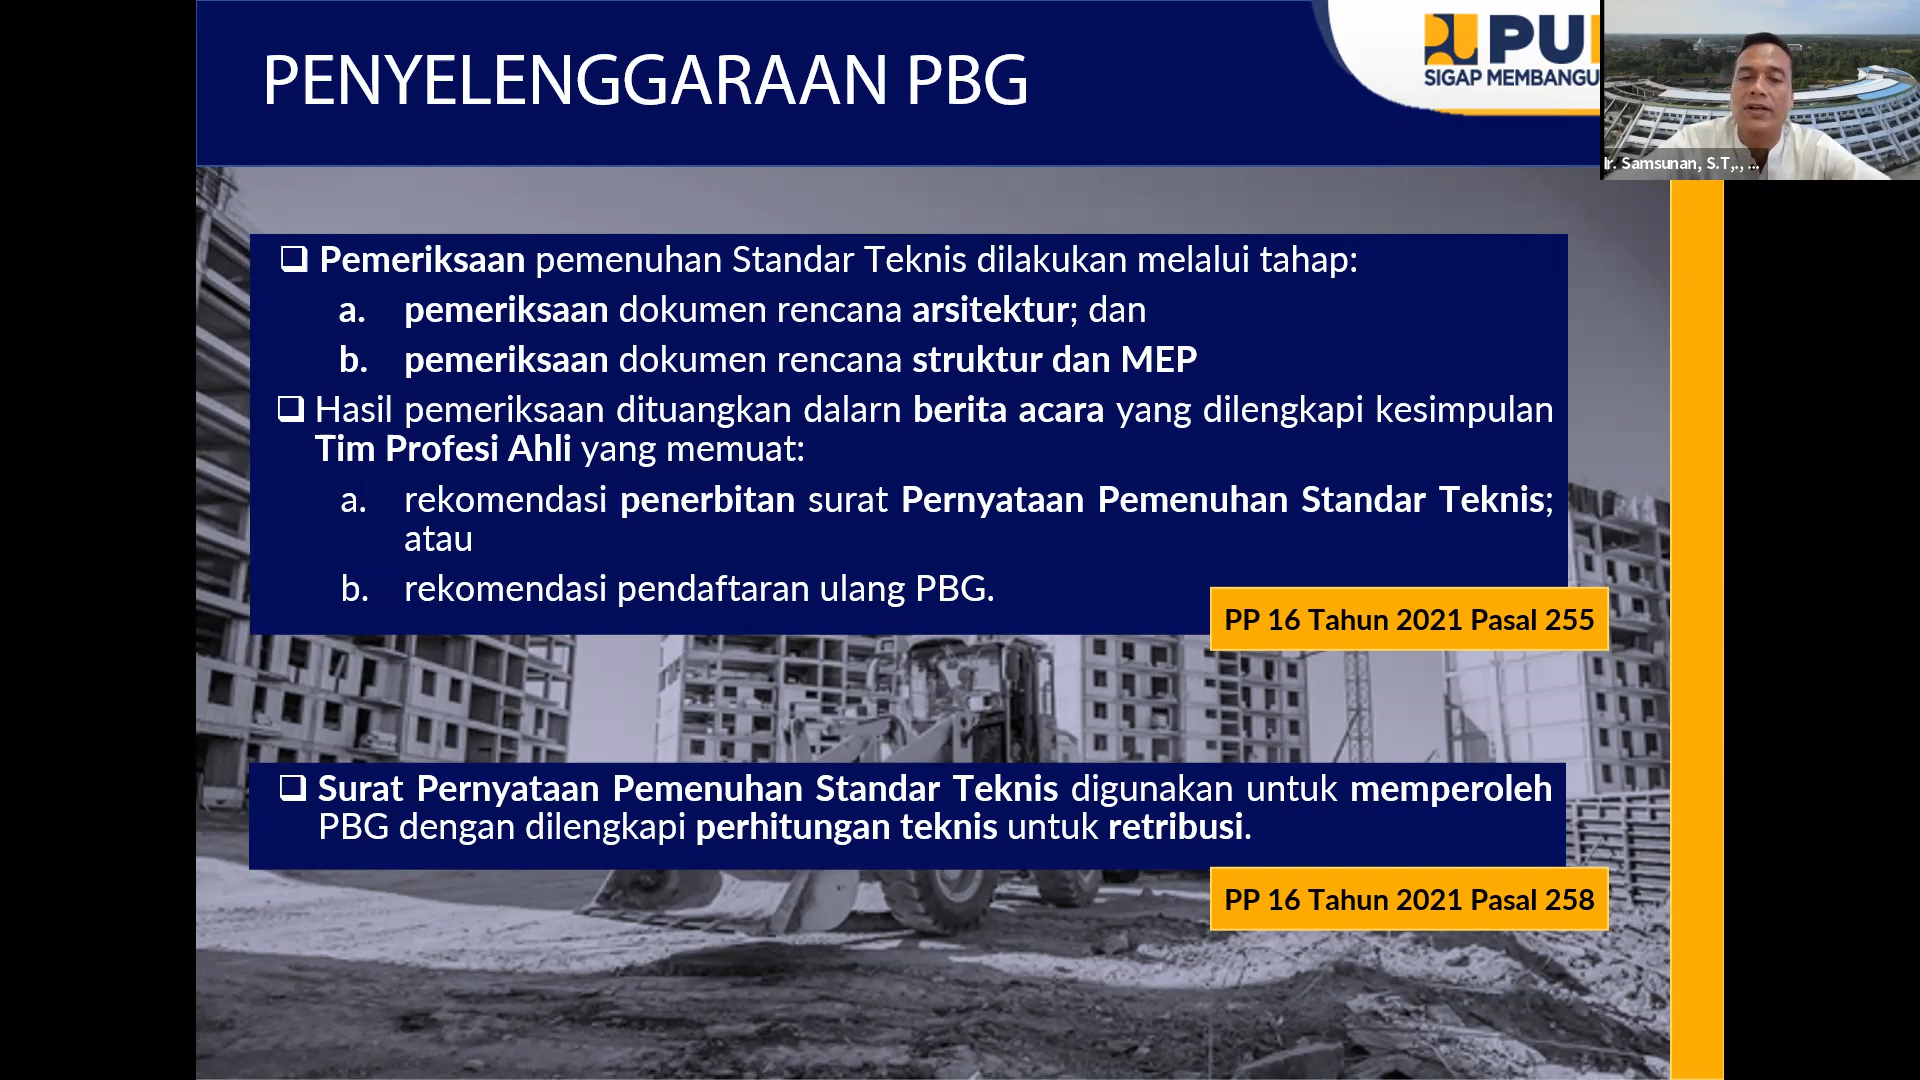 PENYELENGGARAAN PBG
PU
SIGAP MEMBANGU
Ir. Samsunan, S.T,., ...
Pemeriksaan pemenuhan Standar Teknis dilakukan melalui tahap:
a. pemeriksaan dokumen rencana arsitektur; dan
b. pemeriksaan dokumen rencana struktur dan MEP
Hasil pemeriksaan dituangkan dalarn berita acara yang dilengkapi kesimpulan
Tim Profesi Ahli yang memuat:
a. rekomendasi penerbitan surat Pernyataan Pemenuhan Standar Teknis;
atau
b. rekomendasi pendaftaran ulang PBG.
PP 16 Tahun 2021 Pasal 255
Surat Pernyataan Pemenuhan Standar Teknis digunakan untuk memperoleh
PBG dengan dilengkapi perhitungan teknis untuk retribusi.
PP 16 Tahun 2021 Pasal 258